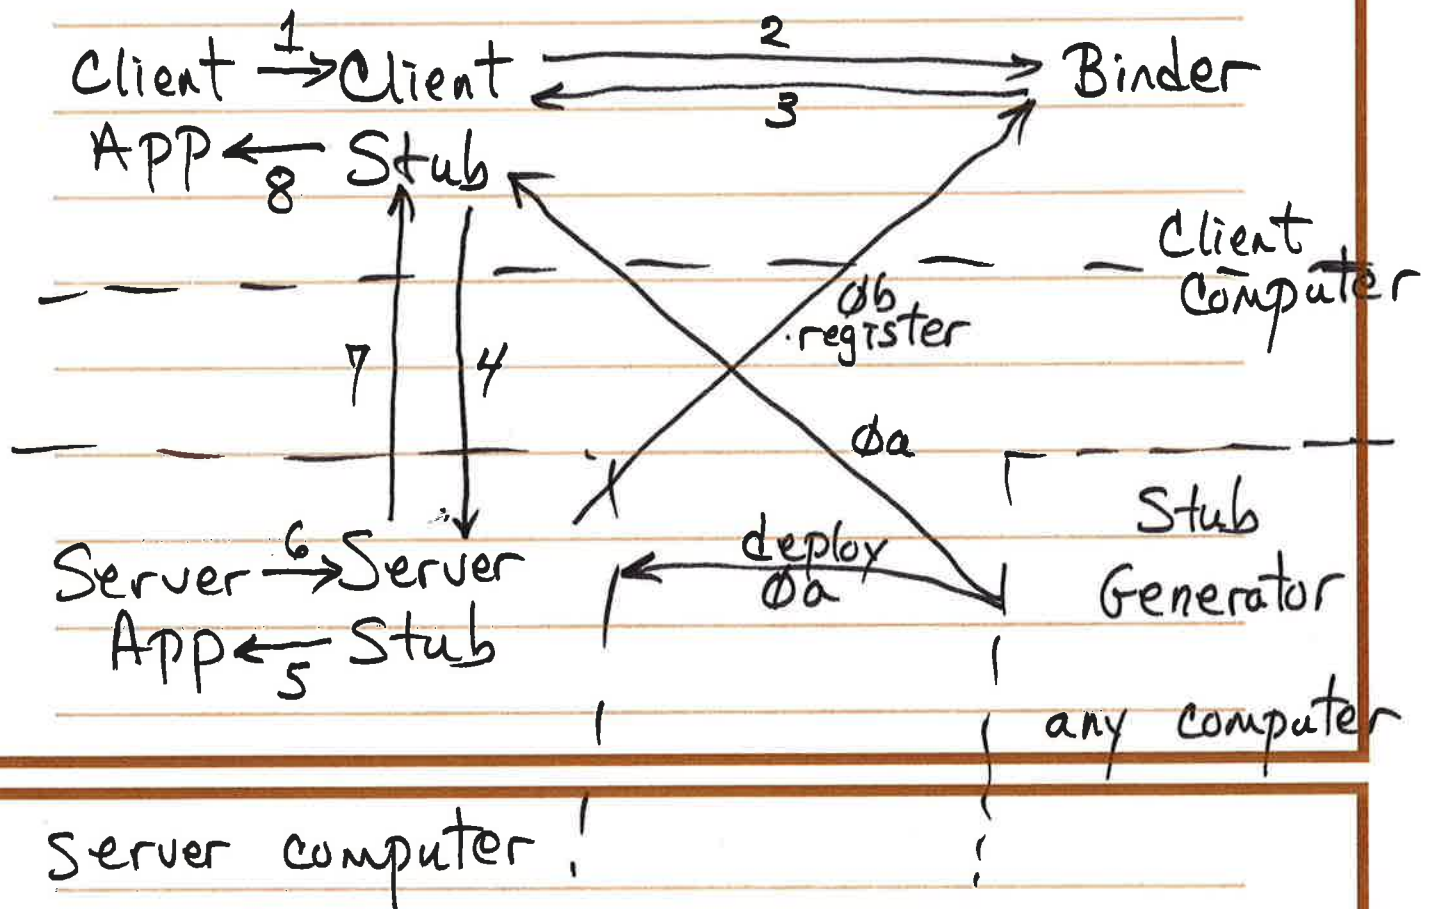 1
2
Client Client Binder
3
App Stub
8
Client
Computer
Øb
register
7
4
Øa
Stub
6
deploy
Server Server
Øa
Generator
App Stub
5
any computer
Server computer